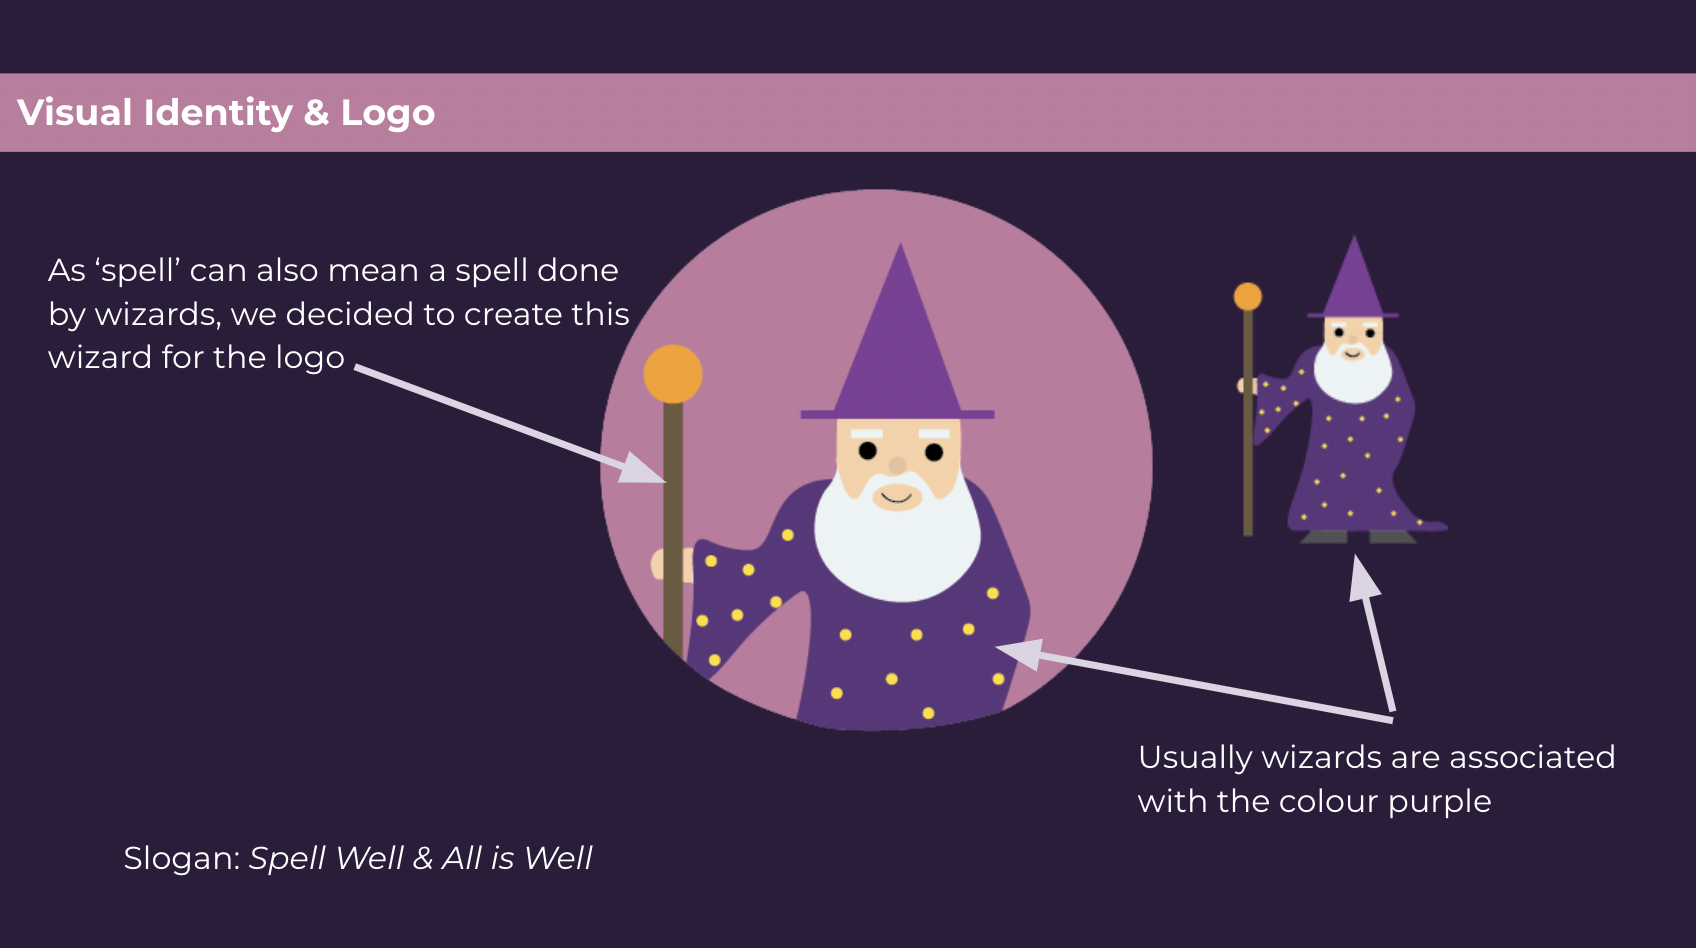 Visual Identity & Logo
As ‘spell’ can also mean a spell done
by wizards, we decided to create this
wizard for the logo
Usually wizards are associated
with the colour purple
Slogan: Spell Well & All is Well